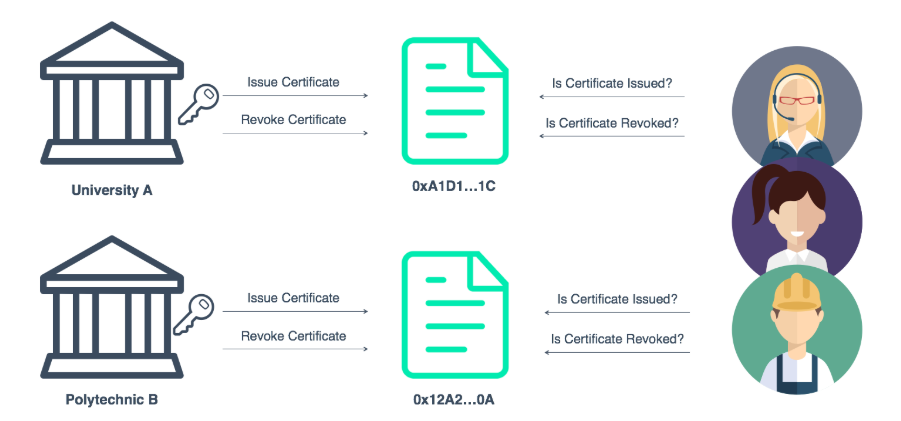 Issue Certificate
Is Certificate Issued?
Revoke Certificate
Is Certificate Revoked?
University A
0xA1D1...1C
Issue Certificate
Is Certificate Issued?
Revoke Certificate
Is Certificate Revoked?
Polytechnic B
0x12A2...0A